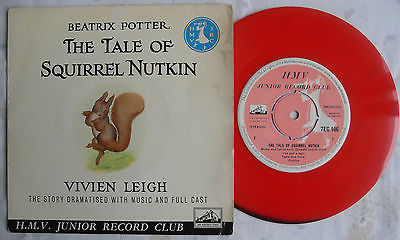 BEATRIX POTTER
H M V
J R C
THE TALE OF
SQUIRREL NUTKIN
VIVIEN LEIGH
THE STORY DRAMATISED WITH MUSIC AND FULL CAST
H.M.V. JUNIOR RECORD CLUB
H.M.V.
JUNIOR RECORD CLUB
7EG.106
THE TALE OF SQUIRREL NUTKIN